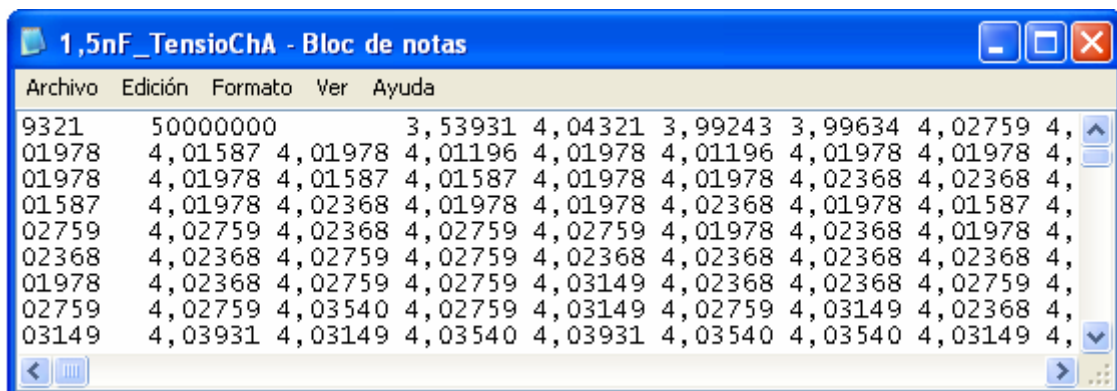 1,5nF_TensioChA - Bloc de notas
Archivo Edición Formato Ver Ayuda
9321 50000000 3,53931 4,04321 3,99243 3,99634 4,02759 4,
01978 4,01587 4,01978 4,01196 4,01978 4,01196 4,01978 4,01978 4,
01978 4,01978 4,01587 4,01587 4,01978 4,01978 4,02368 4,02368 4,
01587 4,01978 4,02368 4,01978 4,01978 4,02368 4,01978 4,01587 4,
02759 4,02759 4,02368 4,02759 4,02759 4,01978 4,02368 4,01978 4,
02368 4,02368 4,02759 4,02759 4,02368 4,02368 4,02368 4,02368 4,
01978 4,02368 4,02759 4,02759 4,03149 4,02368 4,02368 4,02759 4,
02759 4,02759 4,03540 4,02759 4,03149 4,02759 4,03149 4,02368 4,
03149 4,03931 4,03149 4,03540 4,03931 4,03540 4,03540 4,03149 4,